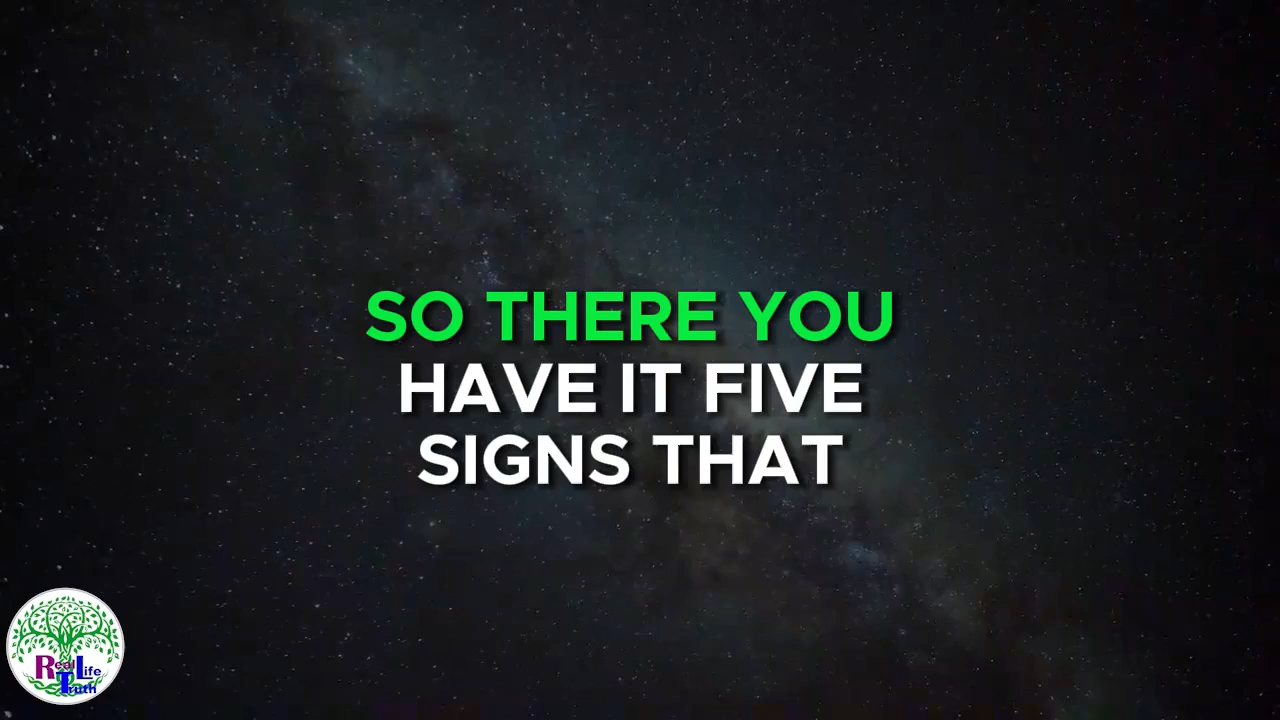 SO THERE YOU
HAVE IT FIVE
SIGNS THAT
Real Life
Truth